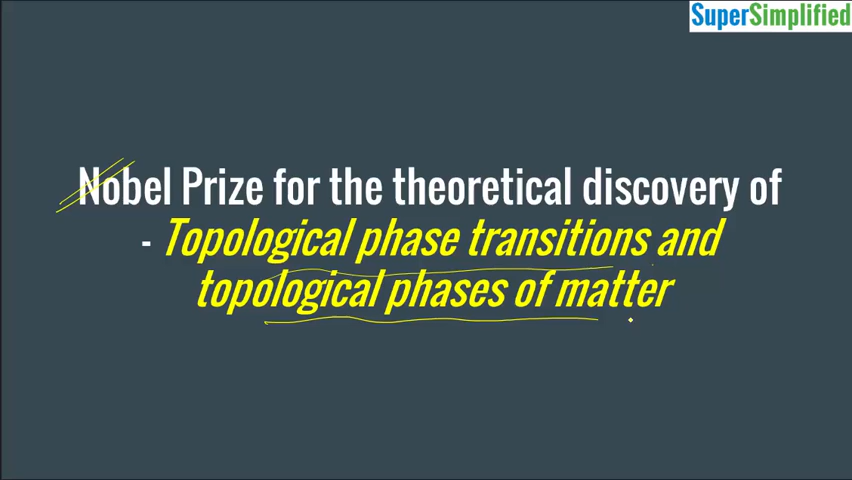 SuperSimplified
Nobel Prize for the theoretical discovery of
- Topological phase transitions and
topological phases of matter